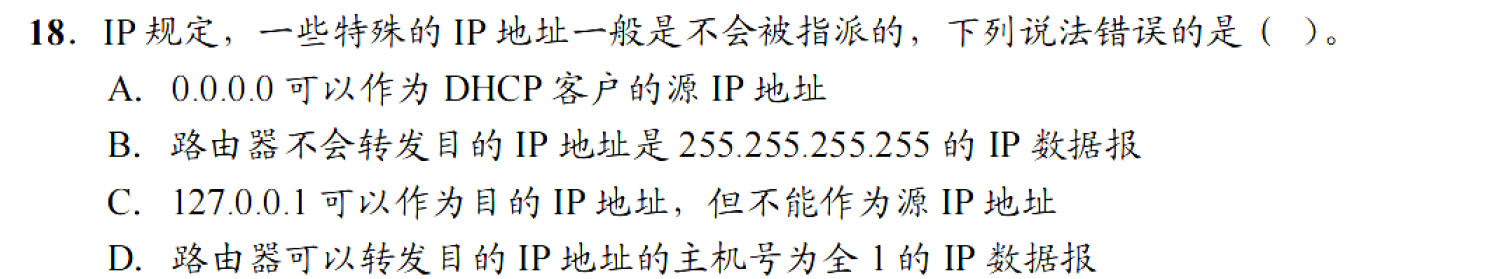 18．IP 规定，一些特殊的 IP 地址一般是不会被指派的，下列说法错误的是（ ）。
A．0.0.0.0 可以作为 DHCP 客户的源 IP 地址
B．路由器不会转发目的 IP 地址是 255.255.255.255 的 IP 数据报
C．127.0.0.1 可以作为目的 IP 地址，但不能作为源 IP 地址
D．路由器可以转发目的 IP 地址的主机号为全 1 的 IP 数据报